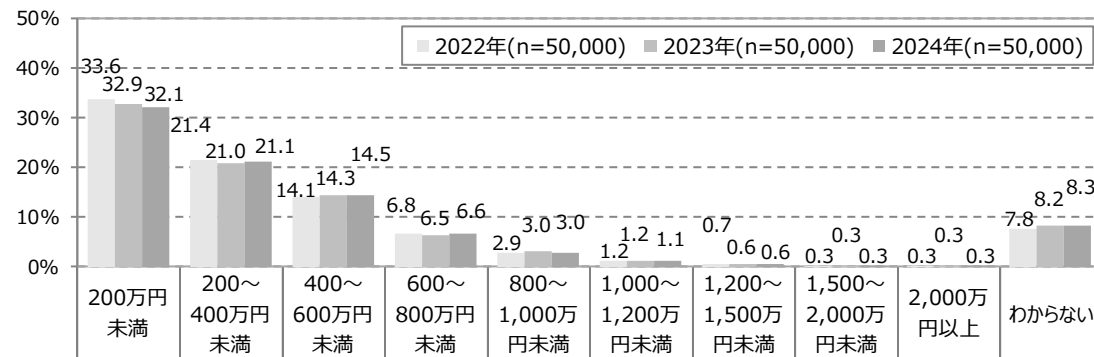 50%
40%
30%
20%
10%
0%
2022年(n=50,000) 2023年(n=50,000) 2024年(n=50,000)
33.6 32.9 32.1
21.4 21.0 21.1
14.1 14.3 14.5
6.8 6.5 6.6
2.9 3.0 3.0
1.2 1.2 1.1
0.7 0.6 0.6
0.3 0.3 0.3
0.3 0.3 0.3
7.8 8.2 8.3
200万円
未満
200～
400万円
未満
400～
600万円
未満
600～
800万円
未満
800～
1,000万
円未満
1,000～
1,200万
円未満
1,200～
1,500万
円未満
1,500～
2,000万
円未満
2,000万
円以上
わからない